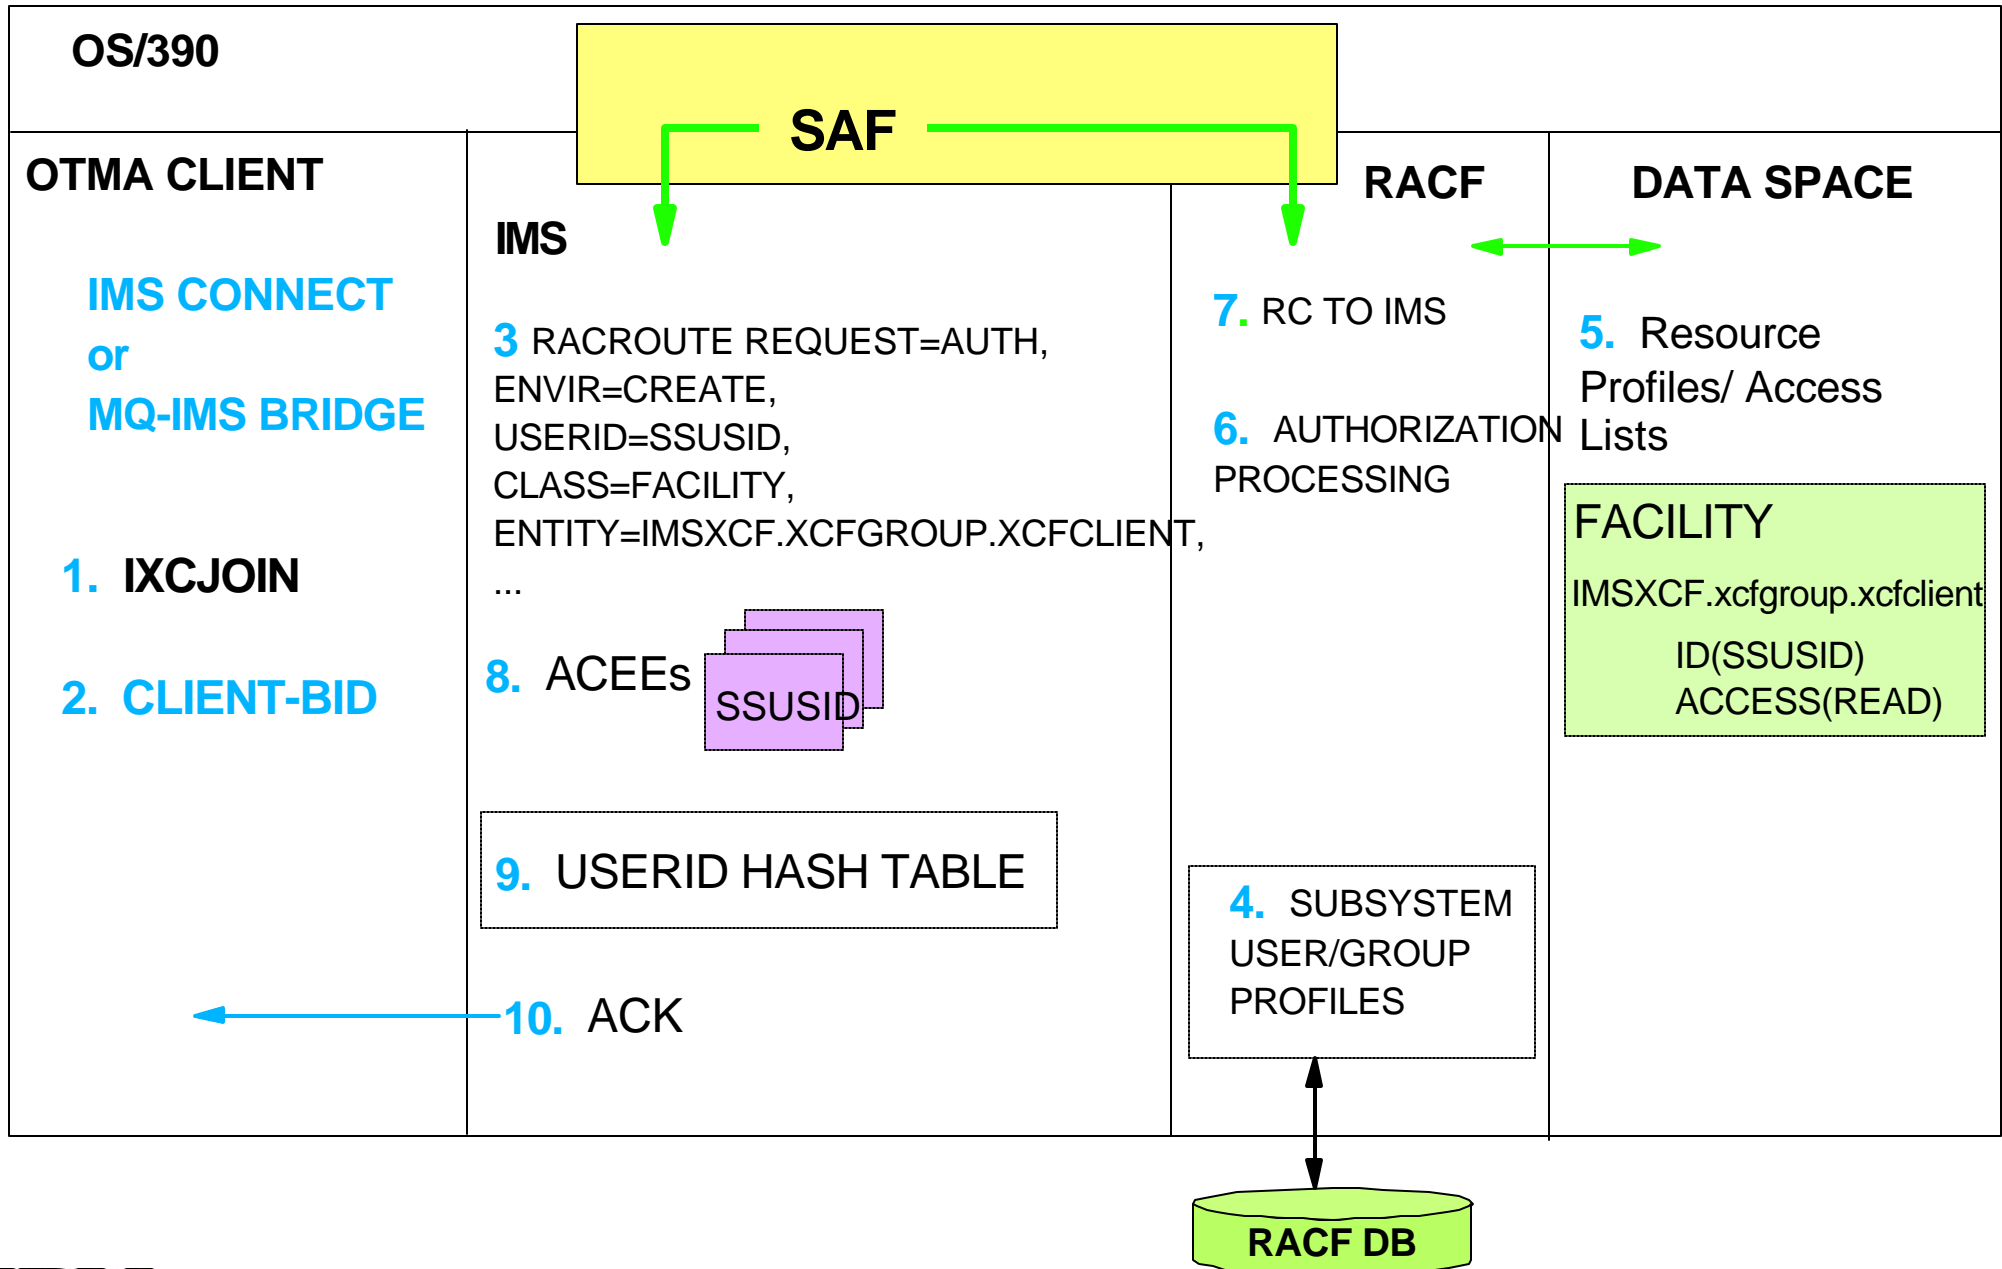 OS/390
SAF
OTMA CLIENT
IMS CONNECT
or
MQ-IMS BRIDGE
1. IXCJOIN
2. CLIENT-BID
IMS
3 RACROUTE REQUEST=AUTH,
ENVIR=CREATE,
USERID=SSUSID,
CLASS=FACILITY,
ENTITY=IMSXCF.XCFGROUP.XCFCLIENT,
...
8. ACEEs
SSUSID
9. USERID HASH TABLE
10. ACK
RACF
7. RC TO IMS
6. AUTHORIZATION
PROCESSING
4. SUBSYSTEM
USER/GROUP
PROFILES
RACF DB
DATA SPACE
5. Resource
Profiles/ Access
Lists
FACILITY
IMSXCF.xcfgroup.xcfclient
ID(SSUSID)
ACCESS(READ)